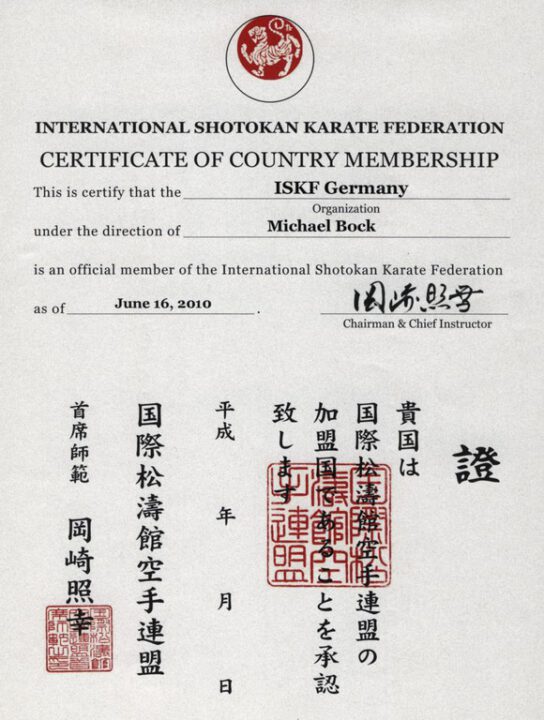 INTERNATIONAL SHOTOKAN KARATE FEDERATION
CERTIFICATE OF COUNTRY MEMBERSHIP
This is certify that the ISKF Germany
Organization
under the direction of Michael Bock
is an official member of the International Shotokan Karate Federation
as of June 16, 2010 . 岡崎照幸
Chairman & Chief Instructor
證
貴国は
国際松濤館空手連盟の
加盟国であることを承認
致します
平成 年 月 日
国際松濤館空手連盟
首席師範 岡崎照幸